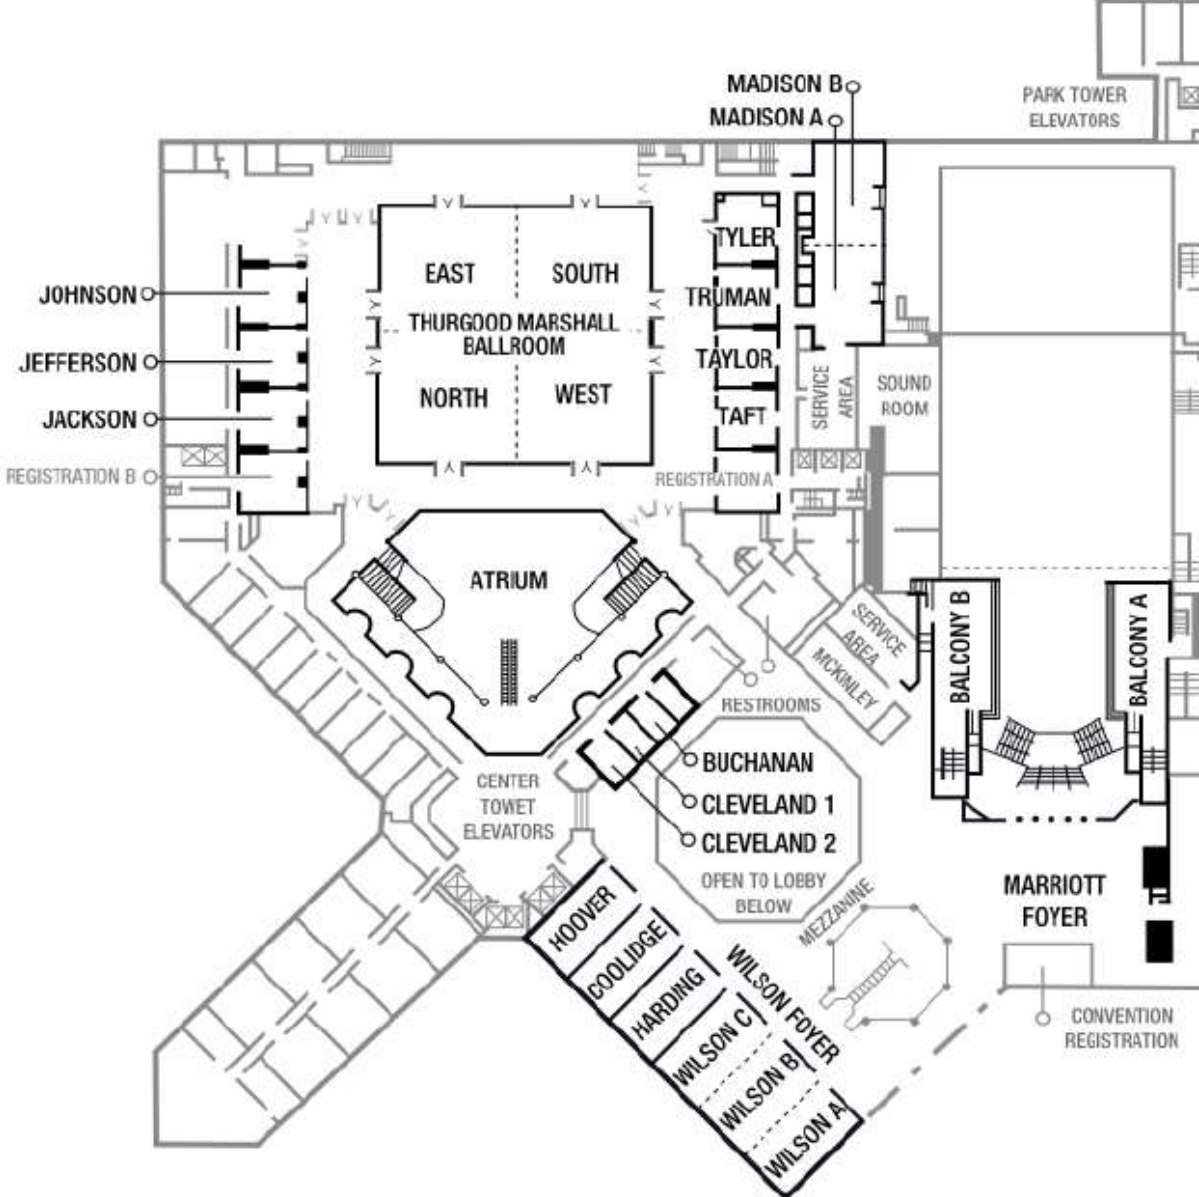 MADISON B
MADISON A
PARK TOWER
ELEVATORS
TYLER
EAST
SOUTH
JOHNSON
TRUMAN
THURGOOD MARSHALL
BALLROOM
JEFFERSON
TAYLOR
SERVICE
AREA
SOUND
ROOM
NORTH
WEST
JACKSON
TAFT
REGISTRATION B
REGISTRATION A
ATRIUM
SERVICE
AREA
MCKINLEY
BALCONY B
BALCONY A
RESTROOMS
BUCHANAN
CENTER
TOWET
ELEVATORS
CLEVELAND 1
CLEVELAND 2
OPEN TO LOBBY
BELOW
MEZZANINE
MARRIOTT
FOYER
HOOVER
COOLIDGE
HARDING
WILSON C
WILSON B
WILSON A
WILSON FOYER
CONVENTION
REGISTRATION